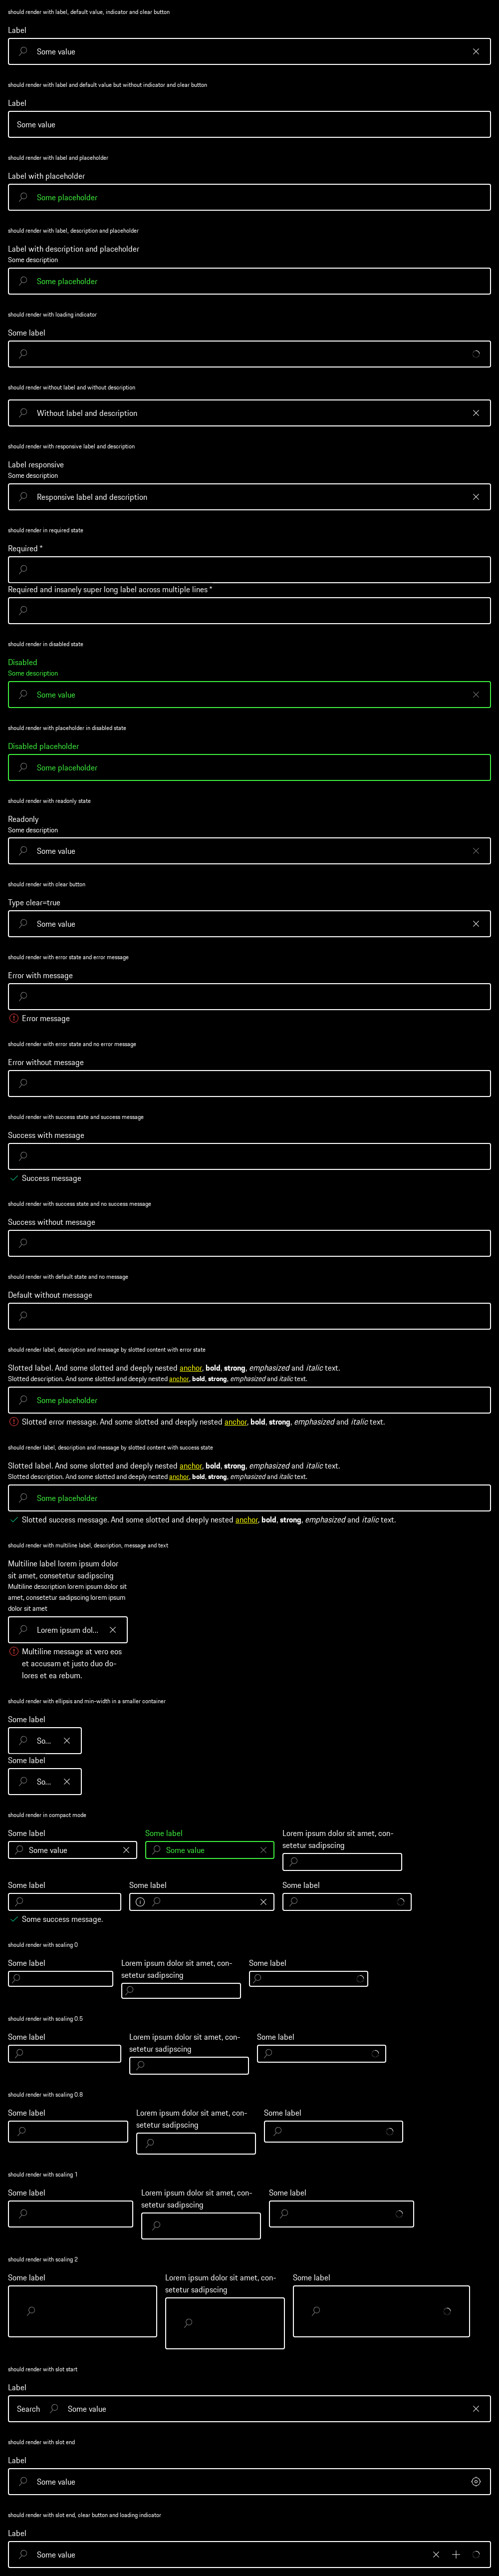 should render with label, default value, indicator and clear button
Label
Some value
should render with label and default value but without indicator and clear button
Label
Some value
should render with label and placeholder
Label with placeholder
Some placeholder
should render with label, description and placeholder
Label with description and placeholder
Some description
Some placeholder
should render with loading indicator
Some label
should render without label and without description
Without label and description
should render with responsive label and description
Label responsive
Some description
Responsive label and description
should render in required state
Required *
Required and insanely super long label across multiple lines *
should render in disabled state
Disabled
Some description
Some value
should render with placeholder in disabled state
Disabled placeholder
Some placeholder
should render with readonly state
Readonly
Some description
Some value
should render with clear button
Type clear=true
Some value
should render with error state and error message
Error with message
Error message
should render with error state and no error message
Error without message
should render with success state and success message
Success with message
Success message
should render with success state and no success message
Success without message
should render with default state and no message
Default without message
should render label, description and message by slotted content with error state
Slotted label. And some slotted and deeply nested anchor, bold, strong, emphasized and italic text.
Slotted description. And some slotted and deeply nested anchor, bold, strong, emphasized and italic text.
Some placeholder
Slotted error message. And some slotted and deeply nested anchor, bold, strong, emphasized and italic text.
should render label, description and message by slotted content with success state
Slotted label. And some slotted and deeply nested anchor, bold, strong, emphasized and italic text.
Slotted description. And some slotted and deeply nested anchor, bold, strong, emphasized and italic text.
Some placeholder
Slotted success message. And some slotted and deeply nested anchor, bold, strong, emphasized and italic text.
should render with multiline label, description, message and text
Multiline label lorem ipsum dolor
sit amet, consetetur sadipscing
Multiline description lorem ipsum dolor sit
amet, consetetur sadipscing lorem ipsum
dolor sit amet
Lorem ipsum dol...
Multiline message at vero eos
et accusam et justo duo do-
lores et ea rebum.
should render with ellipsis and min-width in a smaller container
Some label
So...
Some label
So...
should render in compact mode
Some label
Some value
Some label
Some value
Lorem ipsum dolor sit amet, con-
setetur sadipscing
Some label
Some success message.
Some label
Some label
should render with scaling 0
Some label
Lorem ipsum dolor sit amet, con-
setetur sadipscing
Some label
should render with scaling 0.5
Some label
Lorem ipsum dolor sit amet, con-
setetur sadipscing
Some label
should render with scaling 0.8
Some label
Lorem ipsum dolor sit amet, con-
setetur sadipscing
Some label
should render with scaling 1
Some label
Lorem ipsum dolor sit amet, con-
setetur sadipscing
Some label
should render with scaling 2
Some label
Lorem ipsum dolor sit amet, con-
setetur sadipscing
Some label
should render with slot start
Label
Search Some value
should render with slot end
Label
Some value
should render with slot end, clear button and loading indicator
Label
Some value